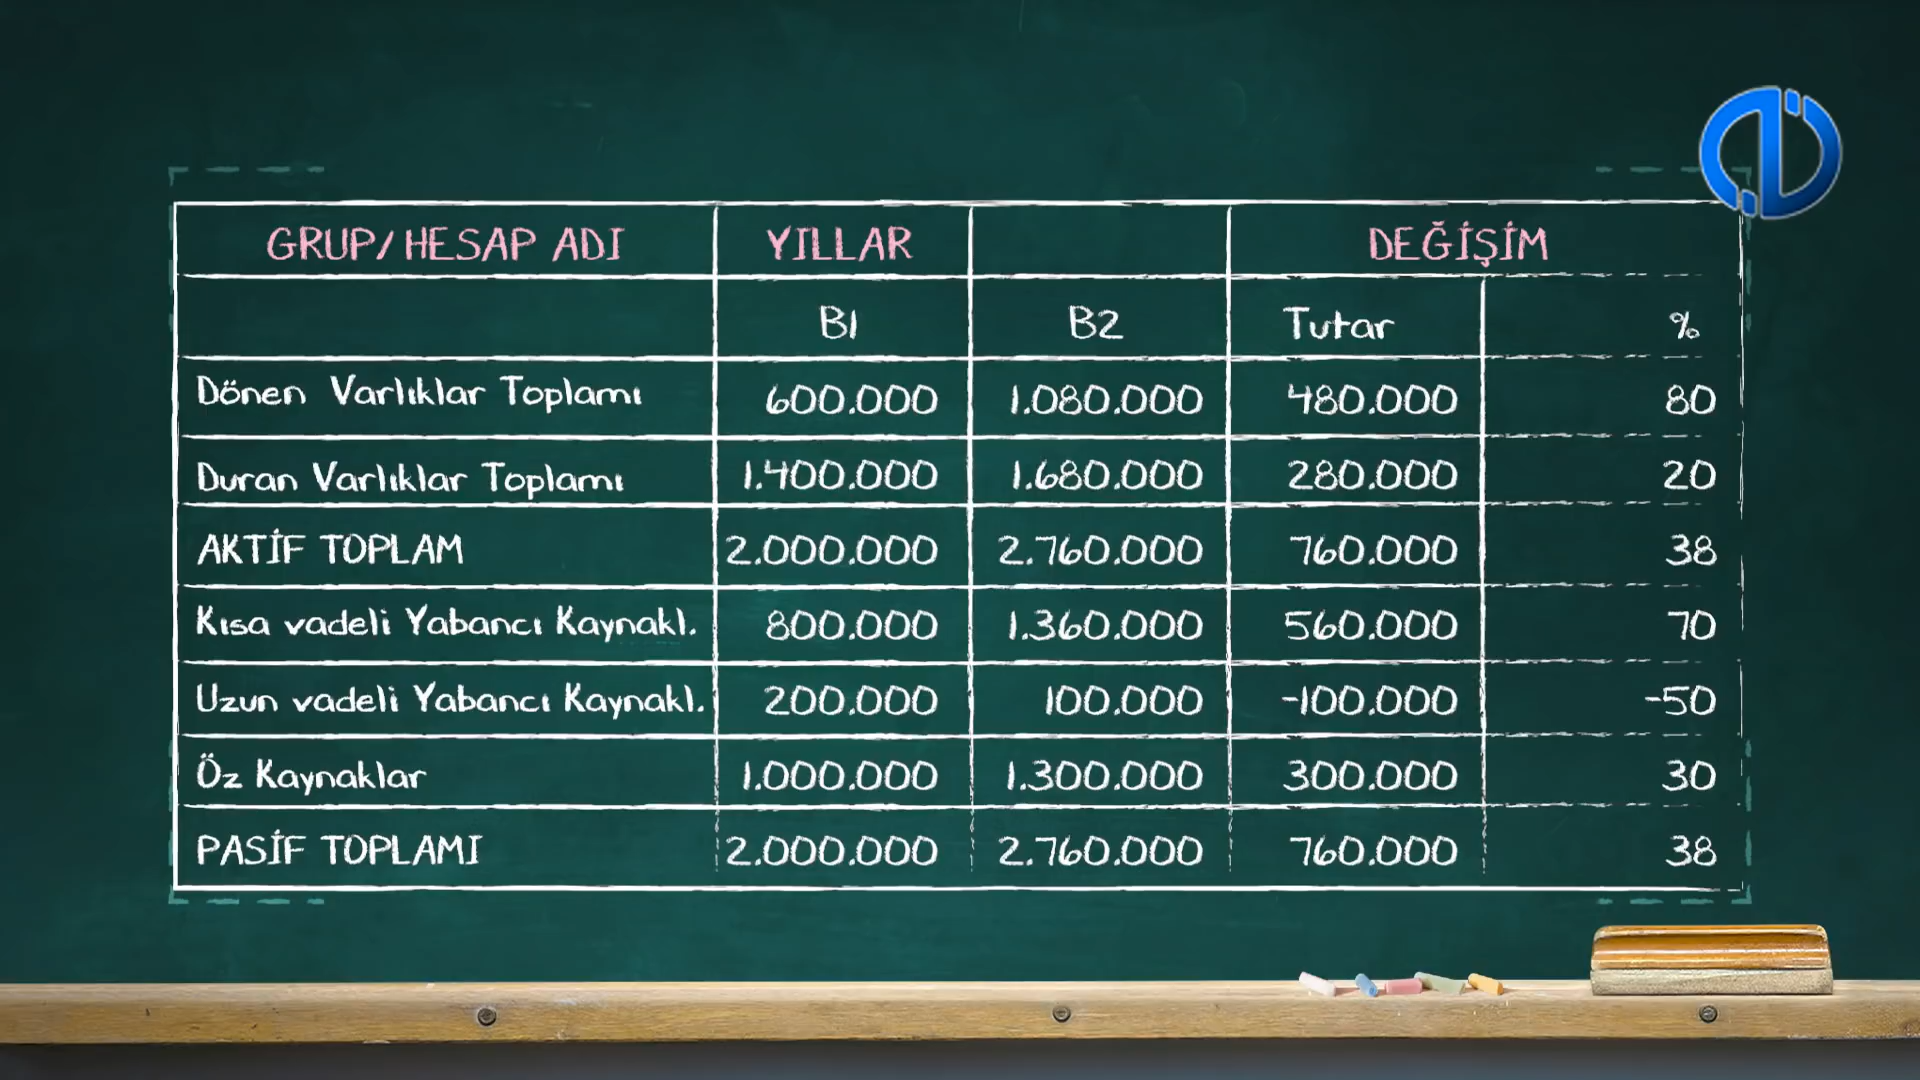 GRUP/HESAP ADI YILLAR DEĞİŞİM
B1 B2 Tutar %
Dönen Varlıklar Toplamı 600.000 1.080.000 480.000 80
Duran Varlıklar Toplamı 1.400.000 1.680.000 280.000 20
AKTİF TOPLAM 2.000.000 2.760.000 760.000 38
Kısa vadeli Yabancı Kaynakl. 800.000 1.360.000 560.000 70
Uzun vadeli Yabancı Kaynakl. 200.000 100.000 -100.000 -50
Öz Kaynaklar 1.000.000 1.300.000 300.000 30
PASİF TOPLAMI 2.000.000 2.760.000 760.000 38